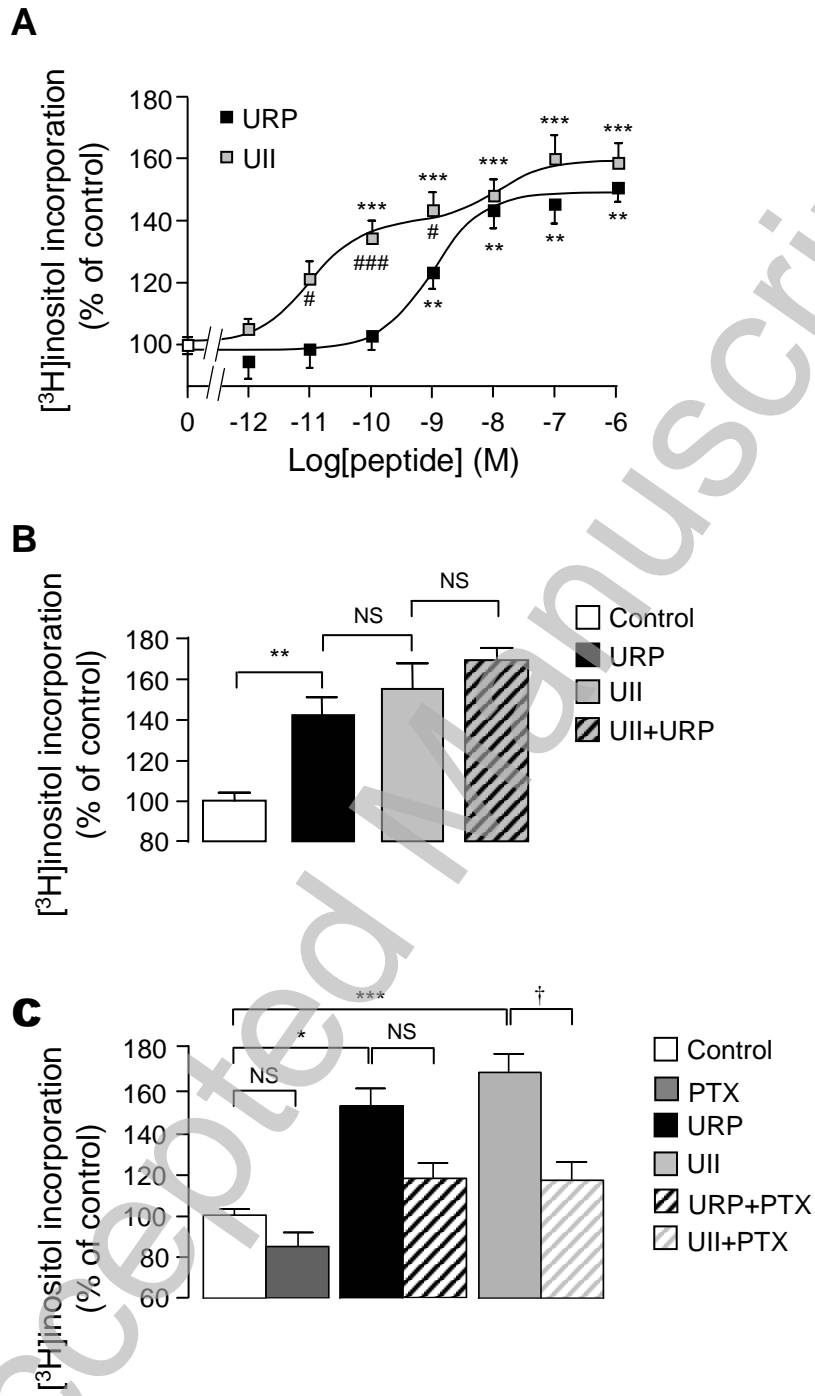 A
[³H]inositol incorporation
(% of control)
180
160
140
120
100
URP
UII
***
***
***
***
***
#
###
#
**
**
**
**
0
-12
-11
-10
-9
-8
-7
-6
Log[peptide] (M)
B
[³H]inositol incorporation
(% of control)
180
160
140
120
100
80
**
NS
NS
Control
URP
UII
UII+URP
C
[³H]inositol incorporation
(% of control)
180
160
140
120
100
80
60
***
†
*
NS
NS
Control
PTX
URP
UII
URP+PTX
UII+PTX
ccepted Manuscri